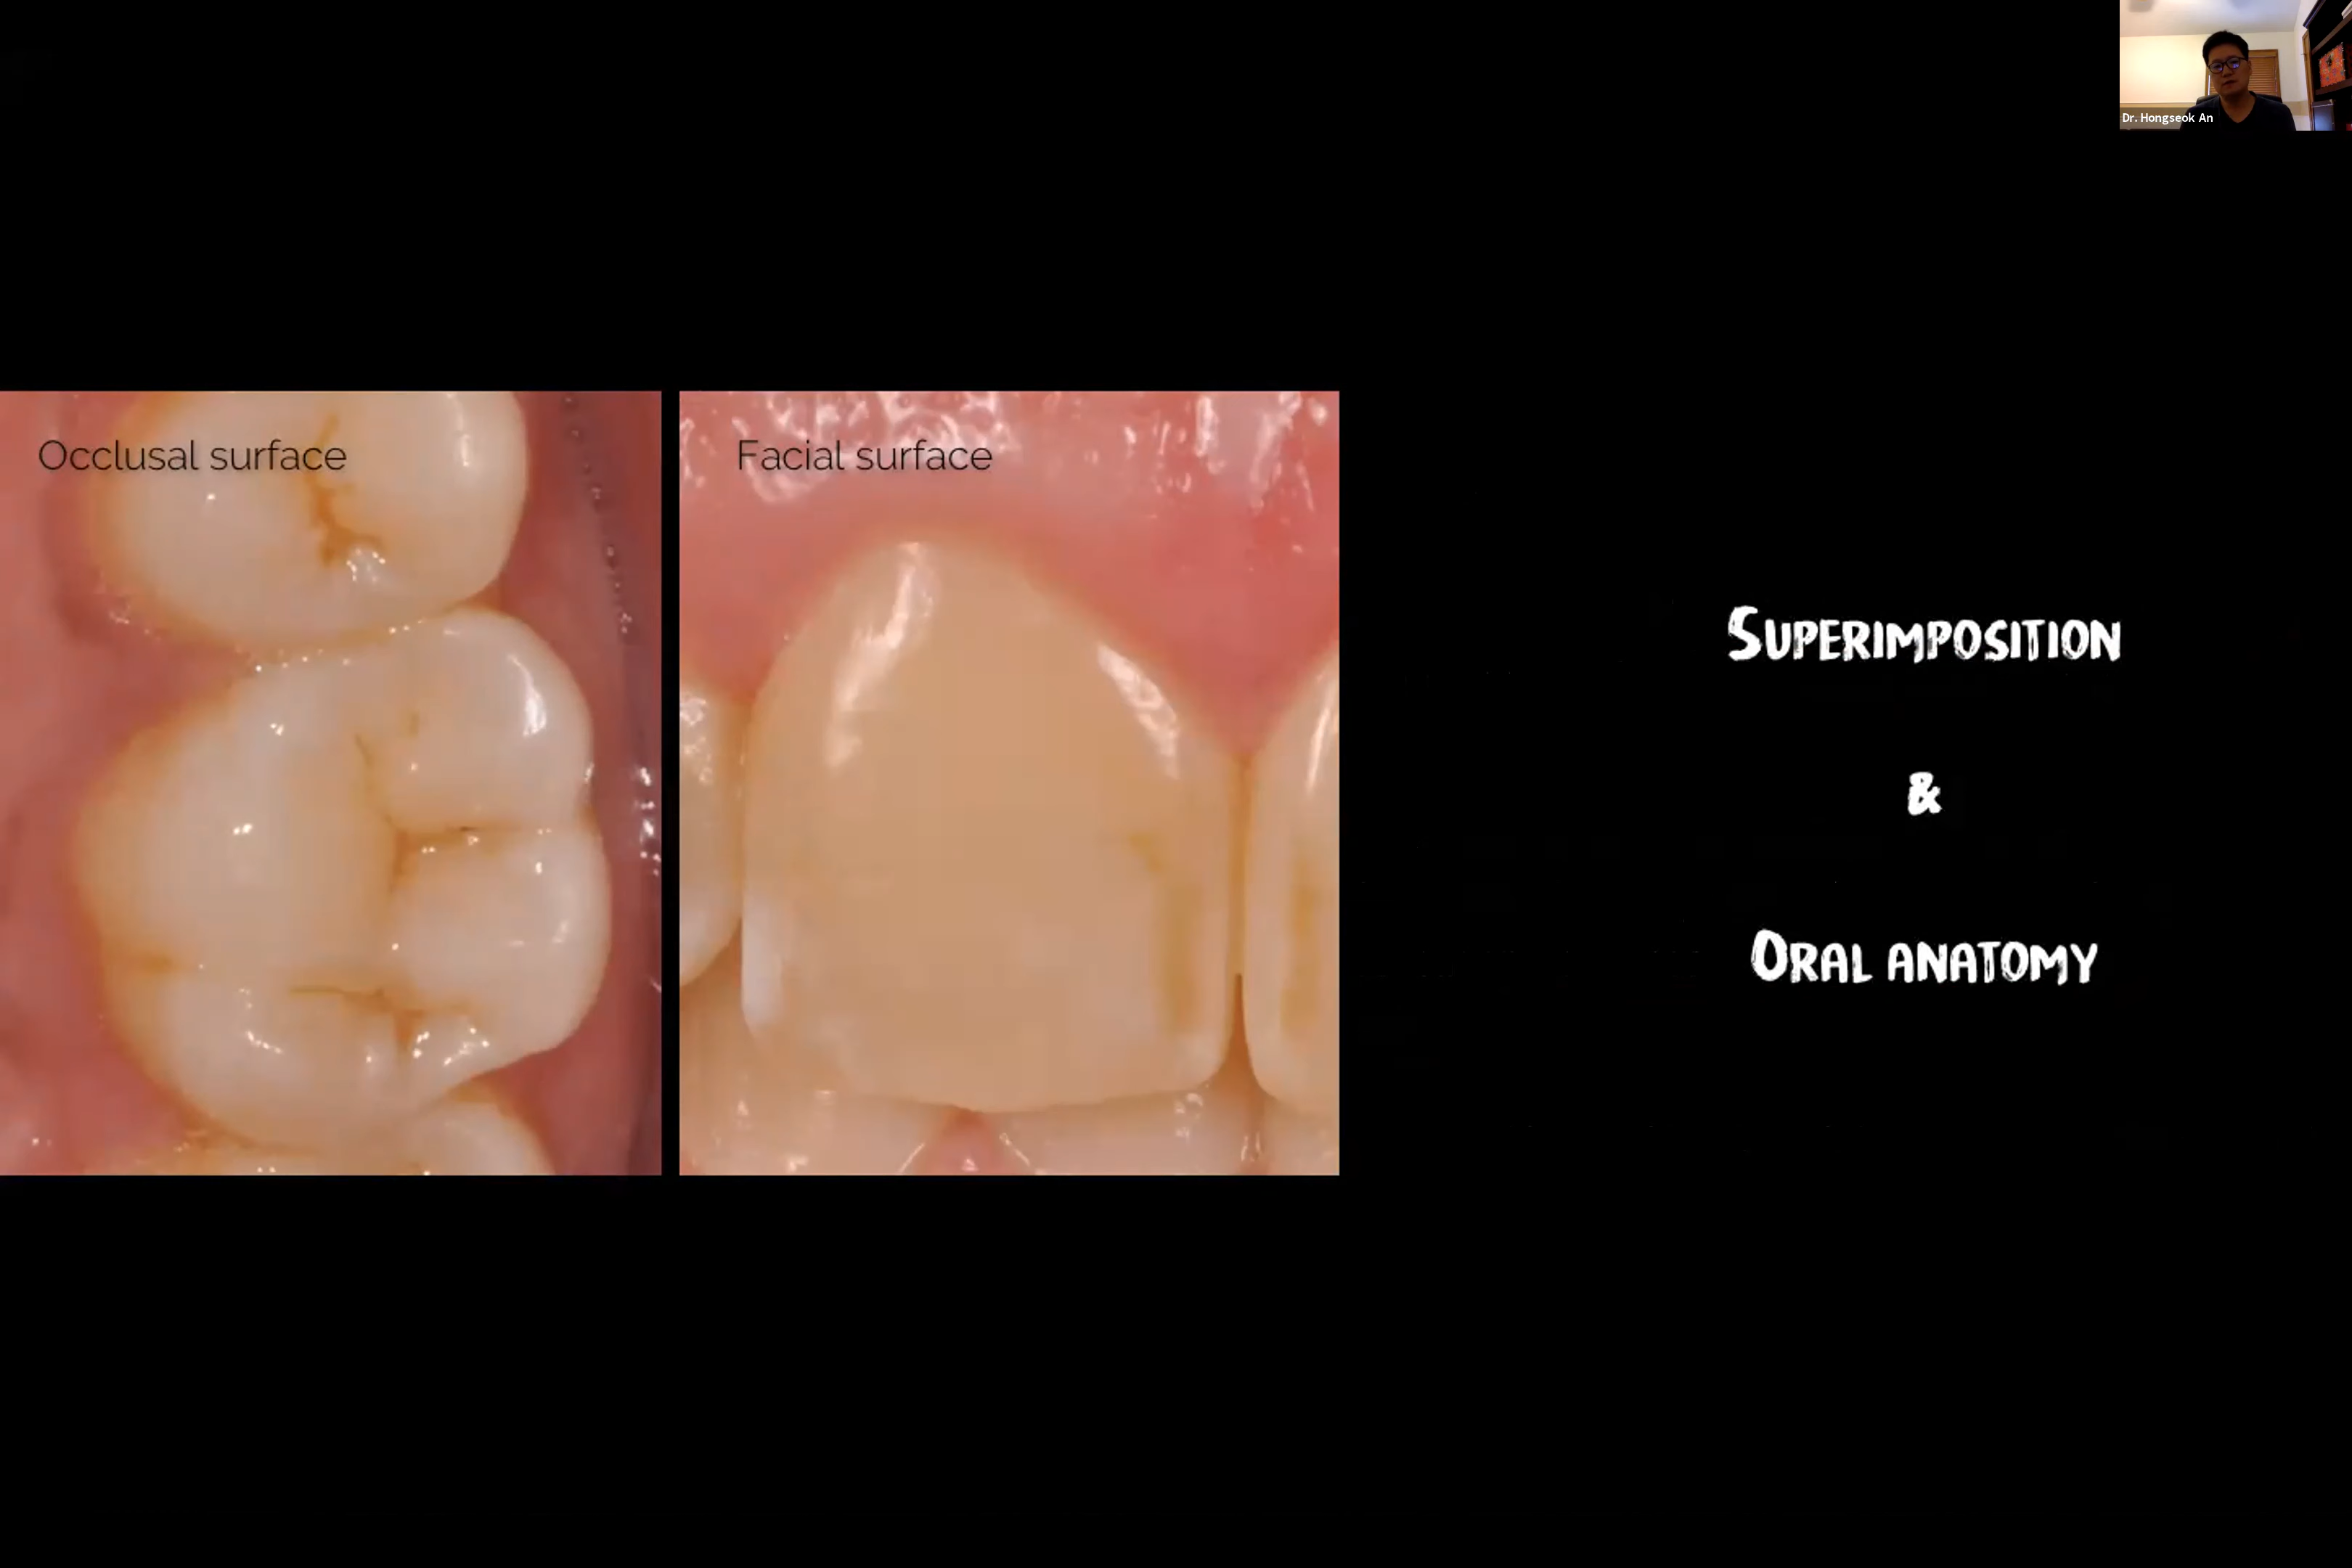 Dr. Hongseok An
Occlusal surface
Facial surface
SUPERIMPOSITION
&
ORAL ANATOMY